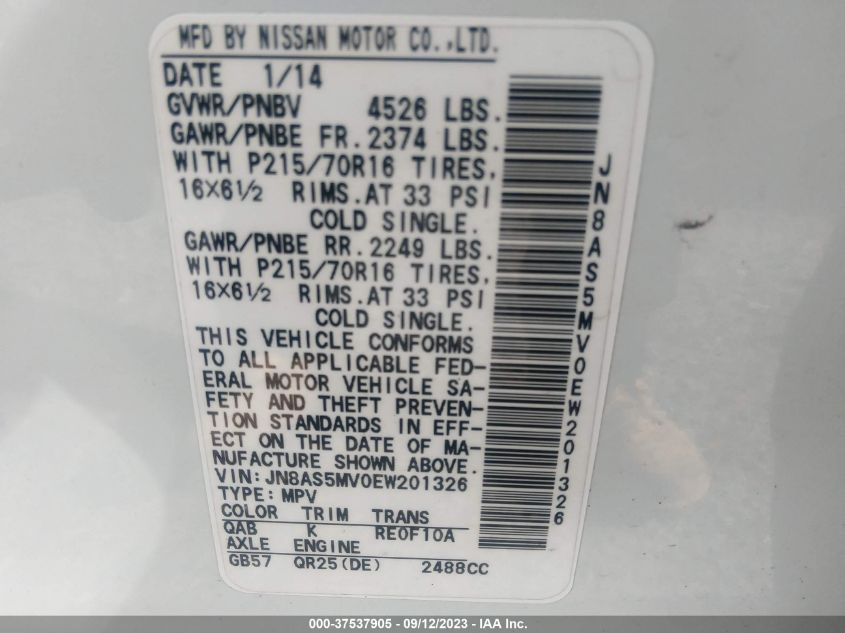 MFD BY NISSAN MOTOR CO.,LTD.
DATE 1/14
GVWR/PNBV 4526 LBS.
GAWR/PNBE FR. 2374 LBS.
WITH P215/70R16 TIRES,
16X6½ RIMS.AT 33 PSI
COLD SINGLE.
GAWR/PNBE RR. 2249 LBS.
WITH P215/70R16 TIRES,
16X6½ RIMS.AT 33 PSI
COLD SINGLE.
THIS VEHICLE CONFORMS
TO ALL APPLICABLE FED-
ERAL MOTOR VEHICLE SA-
FETY AND THEFT PREVEN-
TION STANDARDS IN EFF-
ECT ON THE DATE OF MA-
NUFACTURE SHOWN ABOVE.
VIN:JN8AS5MV0EW201326
TYPE:MPV
COLOR TRIM TRANS
QAB K RE0F10A
AXLE ENGINE
GB57 QR25(DE) 2488CC
JN8AS5MV0EW201326
000-37537905 - 09/12/2023 - IAA Inc.